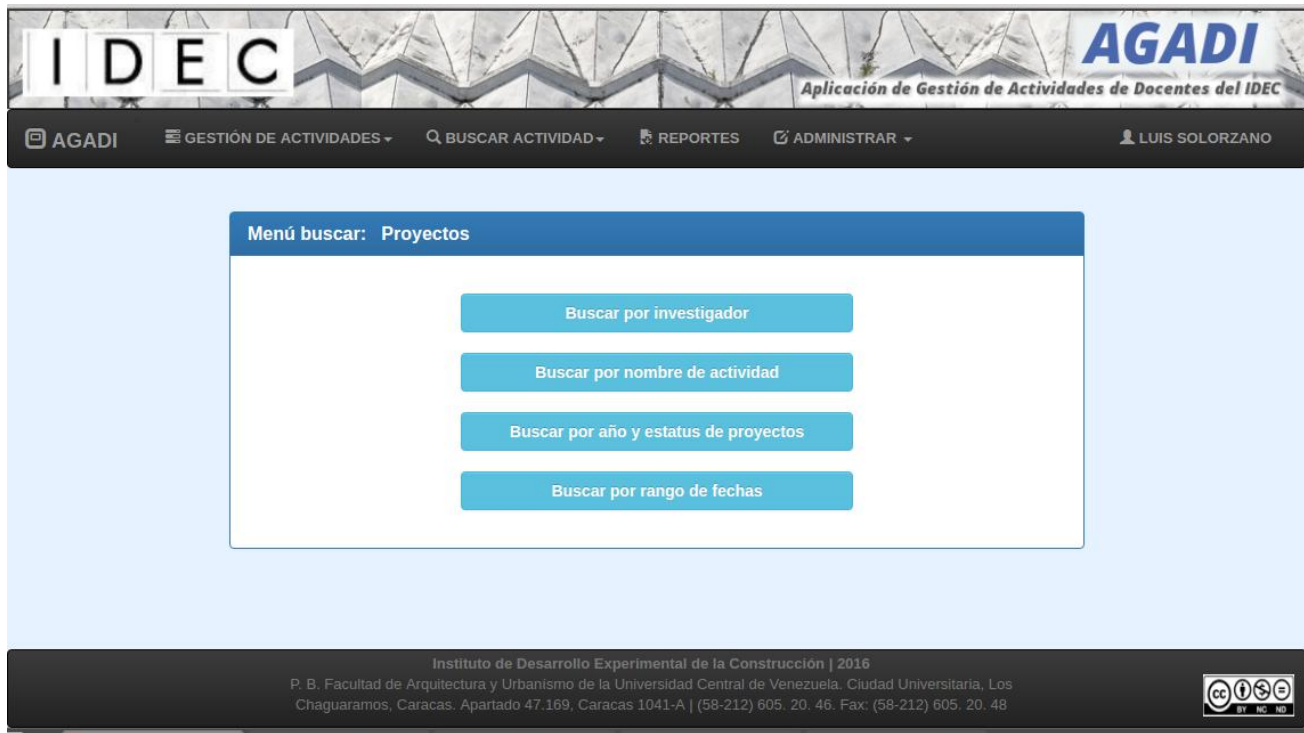 IDEC
AGADI
Aplicación de Gestión de Actividades de Docentes del IDEC
AGADI GESTIÓN DE ACTIVIDADES BUSCAR ACTIVIDAD REPORTES ADMINISTRAR LUIS SOLORZANO
Menú buscar: Proyectos
Buscar por investigador
Buscar por nombre de actividad
Buscar por año y estatus de proyectos
Buscar por rango de fechas
Instituto de Desarrollo Experimental de la Construcción | 2016
P. B. Facultad de Arquitectura y Urbanismo de la Universidad Central de Venezuela. Ciudad Universitaria, Los
Chaguaramos, Caracas. Apartado 47.169, Caracas 1041-A | (58-212) 605. 20. 46. Fax: (58-212) 605. 20. 48
cc
BY NC ND